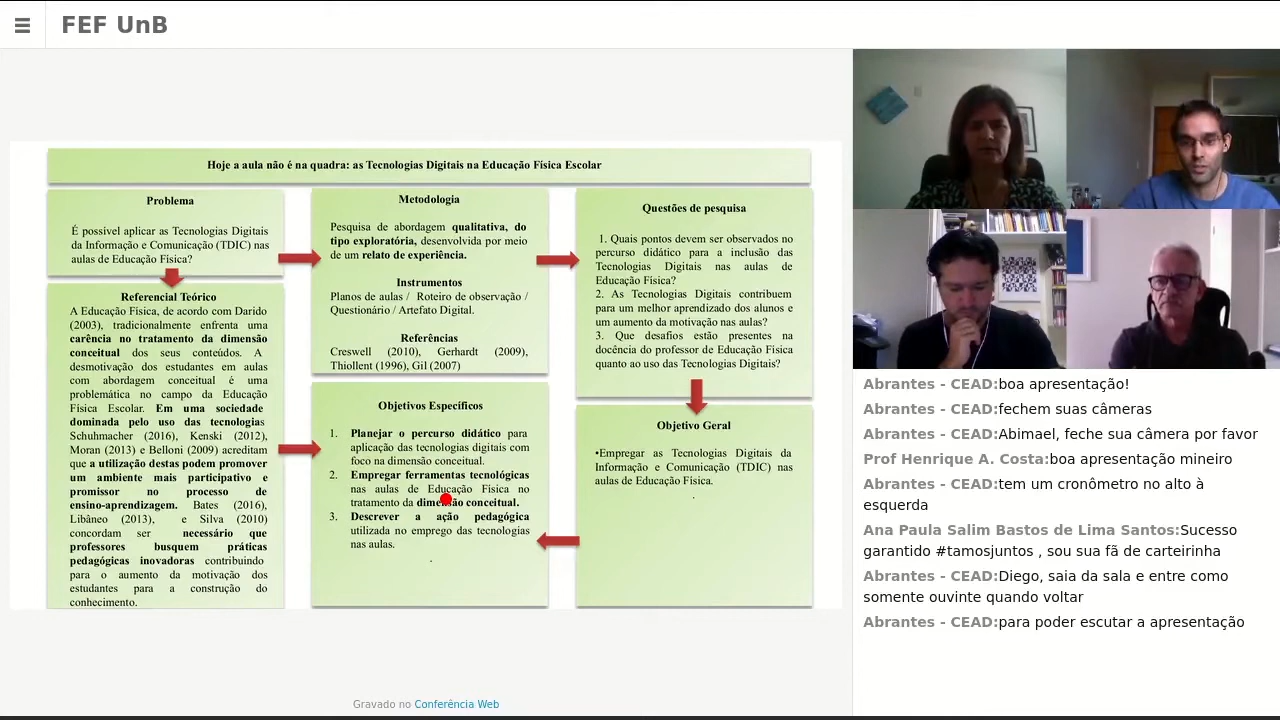 FEF UnB
Hoje a aula não é na quadra: as Tecnologias Digitais na Educação Física Escolar
Problema
É possível aplicar as Tecnologias Digitais
da Informação e Comunicação (TDIC) nas
aulas de Educação Física?
Referencial Teórico
A Educação Física, de acordo com Darido
(2003), tradicionalmente enfrenta uma
carência no tratamento da dimensão
conceitual dos seus conteúdos. A
desmotivação dos estudantes em aulas
com abordagem conceitual é uma
problemática no campo da Educação
Física Escolar. Em uma sociedade
dominada pelo uso das tecnologias
Schuhmacher (2016), Kenski (2012),
Moran (2013) e Belloni (2009) acreditam
que a utilização destas podem promover
um ambiente mais participativo e
promissor no processo de
ensino-aprendizagem. Bates (2016),
Libâneo (2013), e Silva (2010)
concordam ser necessário que
professores busquem práticas
pedagógicas inovadoras contribuindo
para o aumento da motivação dos
estudantes para a construção do
conhecimento.
Metodologia
Pesquisa de abordagem qualitativa, do
tipo exploratória, desenvolvida por meio
de um relato de experiência.
Instrumentos
Planos de aulas / Roteiro de observação /
Questionário / Artefato Digital.
Referências
Creswell (2010), Gerhardt (2009),
Thiollent (1996), Gil (2007)
Objetivos Específicos
1. Planejar o percurso didático para
aplicação das tecnologias digitais com
foco na dimensão conceitual.
2. Empregar ferramentas tecnológicas
nas aulas de Educação Física no
tratamento da dimensão conceitual.
3. Descrever a ação pedagógica
utilizada no emprego das tecnologias
nas aulas.
.
Questões de pesquisa
1. Quais pontos devem ser observados no
percurso didático para a inclusão das
Tecnologias Digitais nas aulas de
Educação Física?
2. As Tecnologias Digitais contribuem
para um melhor aprendizado dos alunos e
um aumento da motivação nas aulas?
3. Que desafios estão presentes na
docência do professor de Educação Física
quanto ao uso das Tecnologias Digitais?
Objetivo Geral
•Empregar as Tecnologias Digitais da
Informação e Comunicação (TDIC) nas
aulas de Educação Física.
.
Gravado no Conferência Web
Abrantes - CEAD:boa apresentação!
Abrantes - CEAD:fechem suas câmeras
Abrantes - CEAD:Abimael, feche sua câmera por favor
Prof Henrique A. Costa:boa apresentação mineiro
Abrantes - CEAD:tem um cronômetro no alto à
esquerda
Ana Paula Salim Bastos de Lima Santos:Sucesso
garantido #tamosjuntos , sou sua fã de carteirinha
Abrantes - CEAD:Diego, saia da sala e entre como
somente ouvinte quando voltar
Abrantes - CEAD:para poder escutar a apresentação